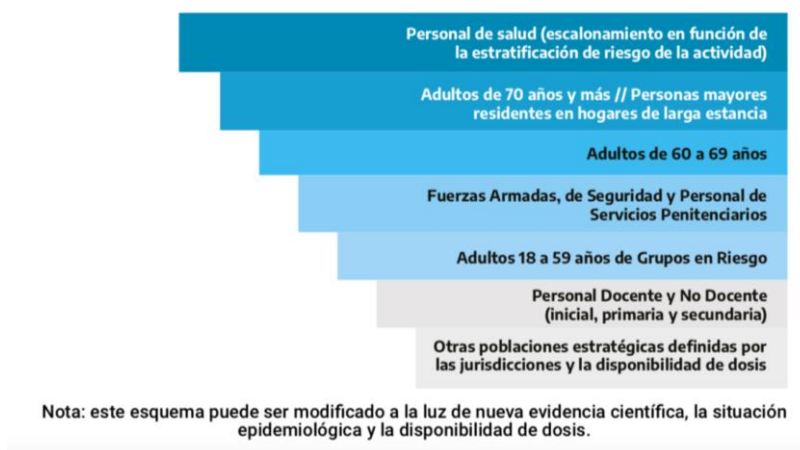 Personal de salud (escalonamiento en función de
la estratificación de riesgo de la actividad)
Adultos de 70 años y más // Personas mayores
residentes en hogares de larga estancia
Adultos de 60 a 69 años
Fuerzas Armadas, de Seguridad y Personal de
Servicios Penitenciarios
Adultos 18 a 59 años de Grupos en Riesgo
Personal Docente y No Docente
(inicial, primaria y secundaria)
Otras poblaciones estratégicas definidas por
las jurisdicciones y la disponibilidad de dosis
Nota: este esquema puede ser modificado a la luz de nueva evidencia científica, la situación
epidemiológica y la disponibilidad de dosis.